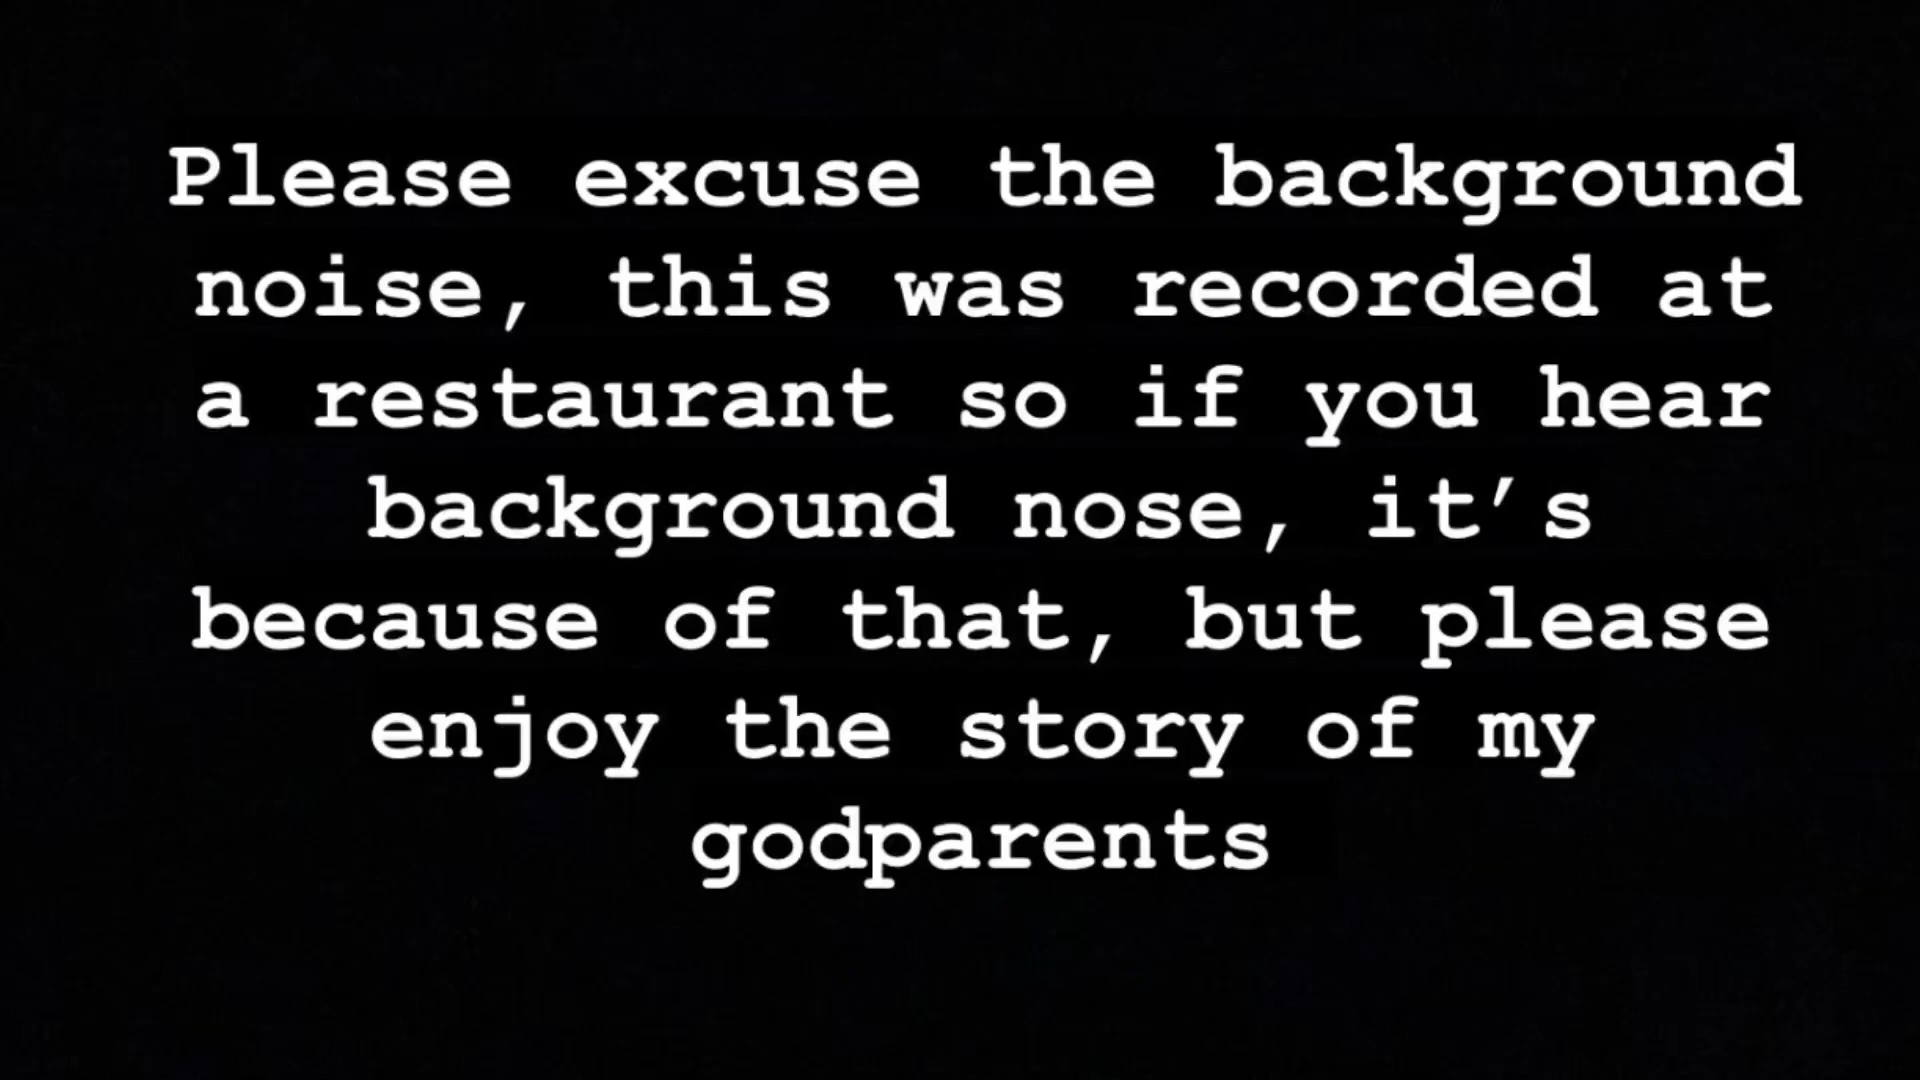 Please excuse the background
noise, this was recorded at
a restaurant so if you hear
background nose, it’s
because of that, but please
enjoy the story of my
godparents